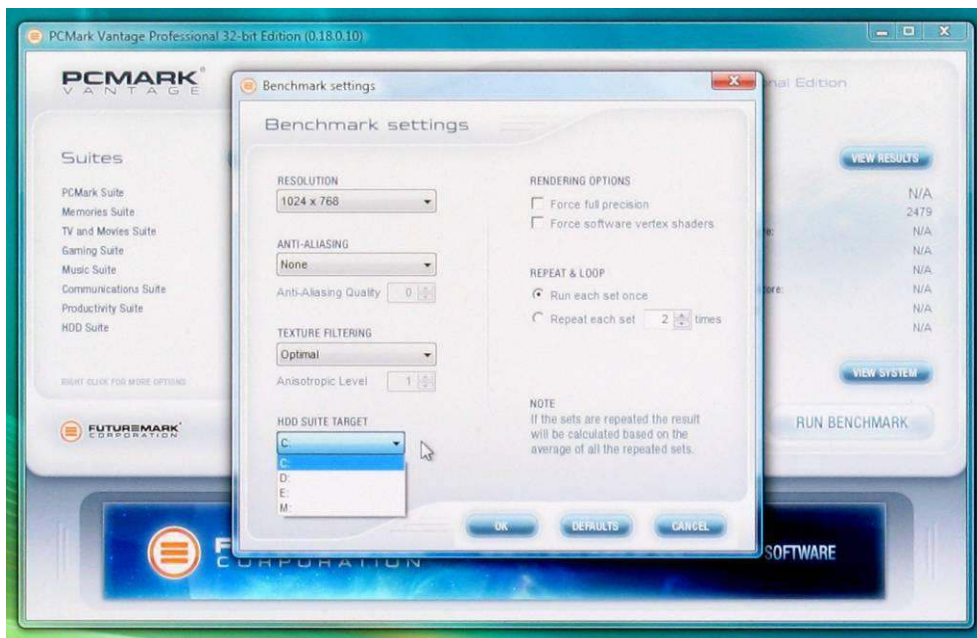 PCMark Vantage Professional 32-bit Edition (0.18.0.10)
PCMARK
VANTAGE
Suites
PCMark Suite
Memories Suite
TV and Movies Suite
Gaming Suite
Music Suite
Communications Suite
Productivity Suite
HDD Suite
RIGHT CLICK FOR MORE OPTIONS
FUTUREMARK
CORPORATION
Benchmark settings
Benchmark settings
RESOLUTION
1024 x 768
ANTI-ALIASING
None
Anti-Aliasing Quality 0
TEXTURE FILTERING
Optimal
Anisotropic Level 1
HDD SUITE TARGET
C:
C:
D:
E:
M:
RENDERING OPTIONS
Force full precision
Force software vertex shaders
REPEAT & LOOP
Run each set once
Repeat each set 2 times
NOTE
If the sets are repeated the result
will be calculated based on the
average of all the repeated sets.
OK DEFAULTS CANCEL
Edition
VIEW RESULTS
N/A
2479
N/A
N/A
N/A
N/A
N/A
N/A
VIEW SYSTEM
RUN BENCHMARK
CORPORATION
SOFTWARE